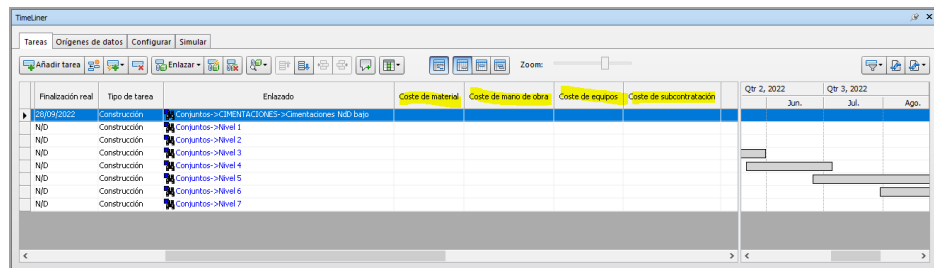 TimeLiner
Tareas Orígenes de datos Configurar Simular
Añadir tarea Enlazar Zoom:
Finalización real Tipo de tarea Enlazado Coste de material Coste de mano de obra Coste de equipos Coste de subcontratación Qtr 2, 2022 Qtr 3, 2022
Jun. Jul. Ago.
28/09/2022 Construcción Conjuntos->CIMENTACIONES->Cimentaciones NdD bajo
N/D Construcción Conjuntos->Nivel 1
N/D Construcción Conjuntos->Nivel 2
N/D Construcción Conjuntos->Nivel 3
N/D Construcción Conjuntos->Nivel 4
N/D Construcción Conjuntos->Nivel 5
N/D Construcción Conjuntos->Nivel 6
N/D Construcción Conjuntos->Nivel 7